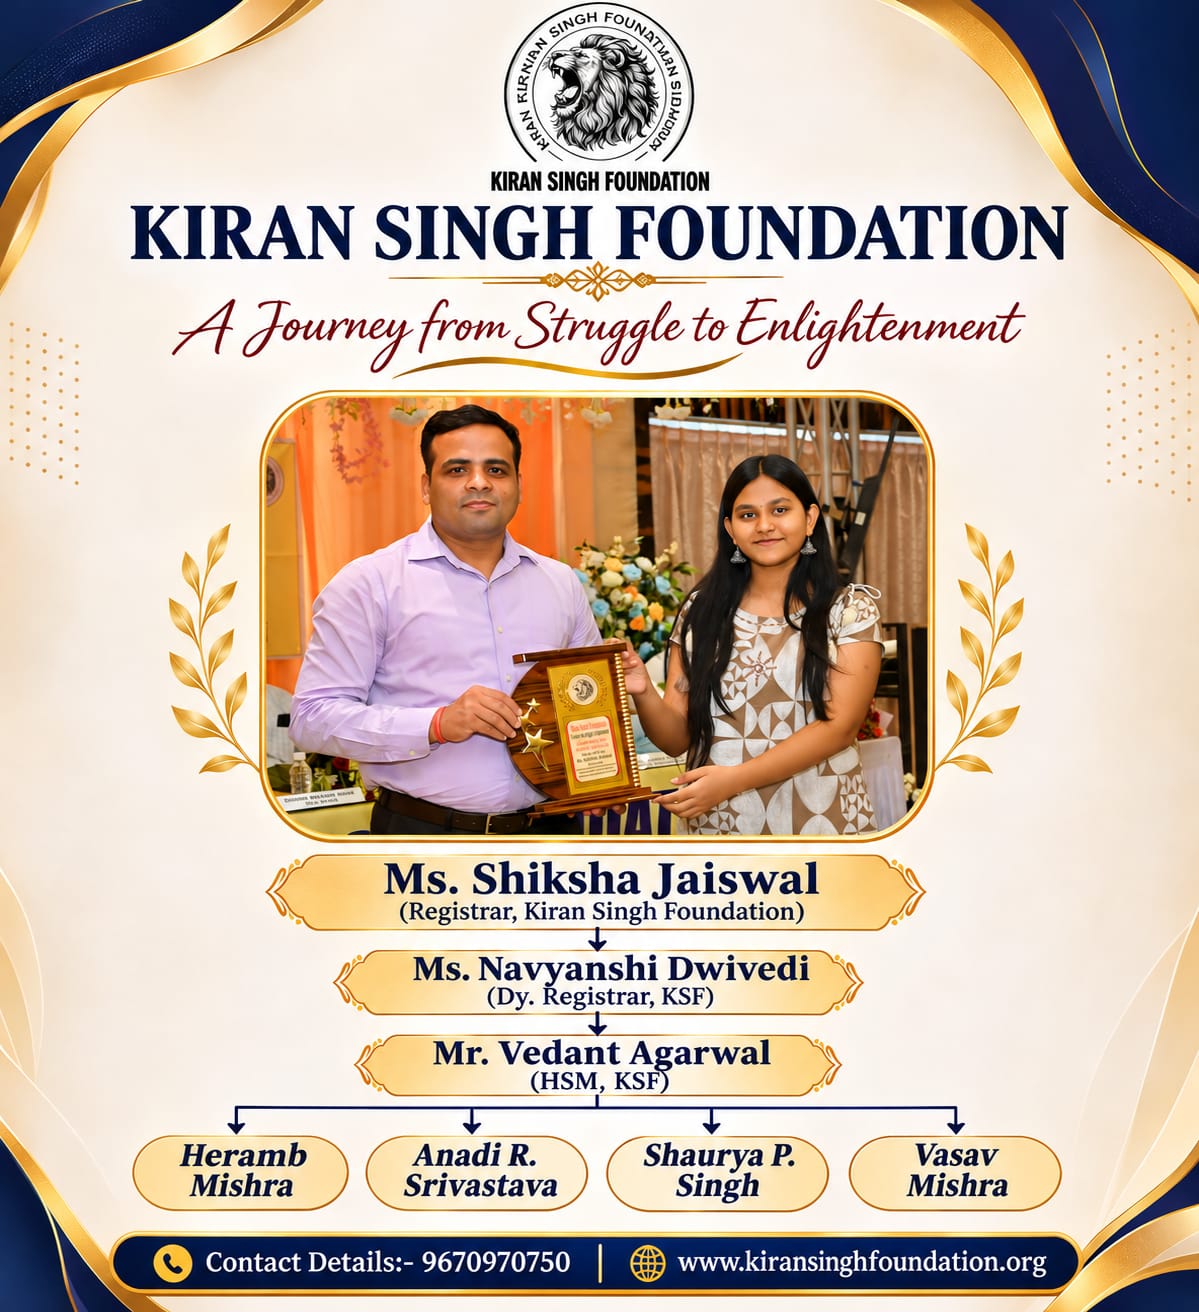 KIRAN SINGH FOUNDATION
KIRAN SINGH FOUNDATION
A Journey from Struggle to Enlightenment
Ms. Shiksha Jaiswal
(Registrar, Kiran Singh Foundation)
Ms. Navyanshi Dwivedi
(Dy. Registrar, KSF)
Mr. Vedant Agarwal
(HSM, KSF)
Heramb
Mishra
Anadi R.
Srivastava
Shaurya P.
Singh
Vasav
Mishra
Contact Details:- 9670970750 | www.kiransinghfoundation.org